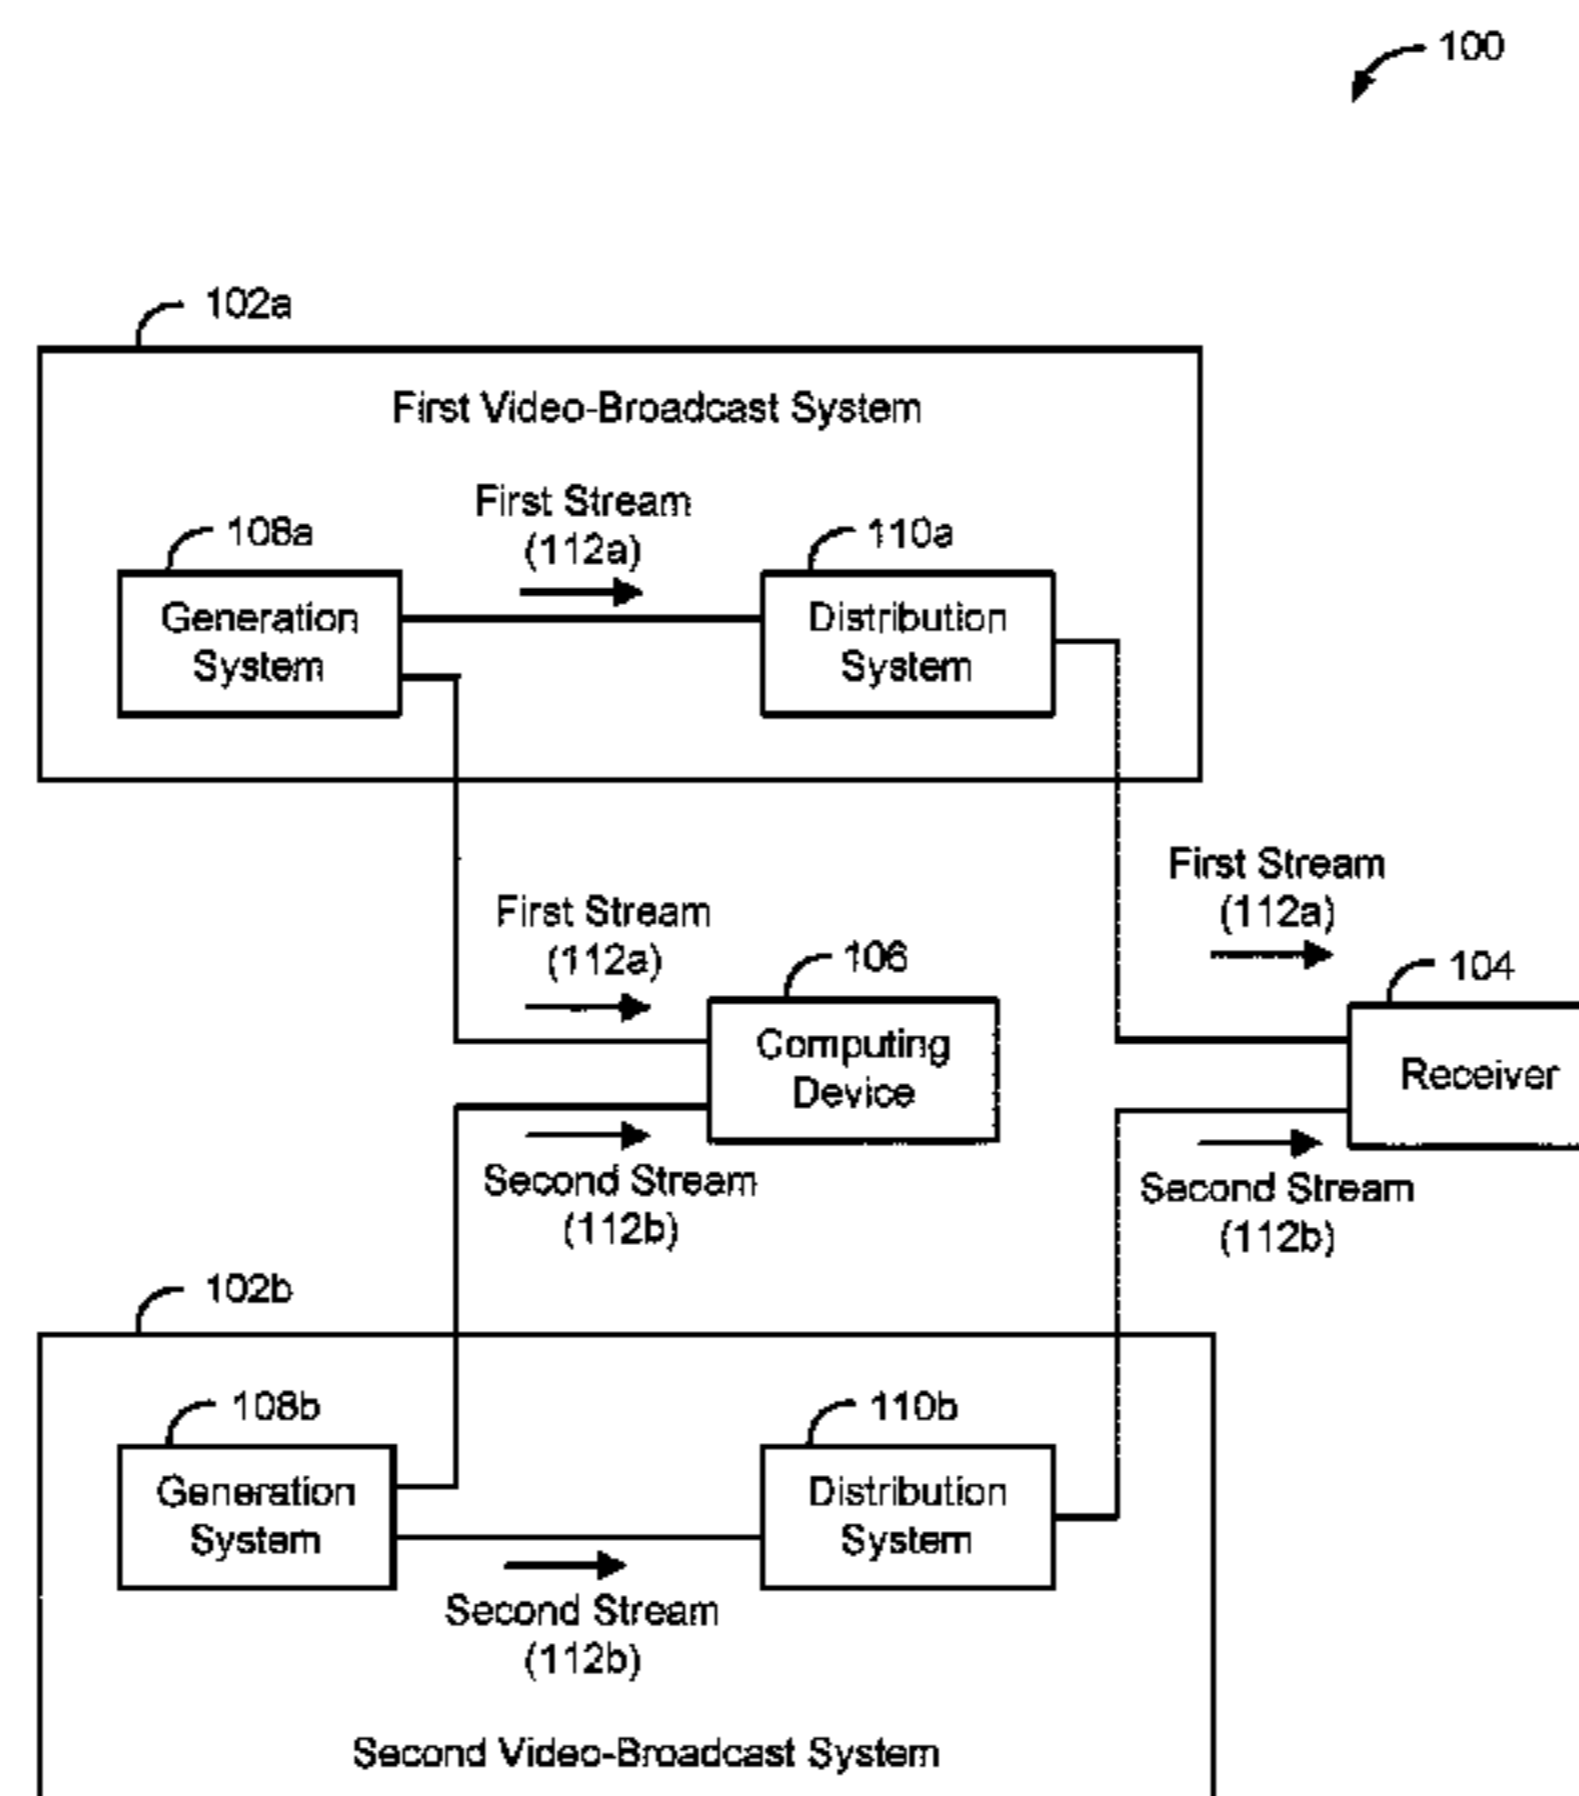 100
102a
First Video-Broadcast System
First Stream
(112a)
108a
110a
Generation
System
Distribution
System
First Stream
(112a)
First Stream
(112a)
106
104
Computing
Device
Receiver
Second Stream
(112b)
Second Stream
(112b)
102b
108b
110b
Generation
System
Distribution
System
Second Stream
(112b)
Second Video-Broadcast System